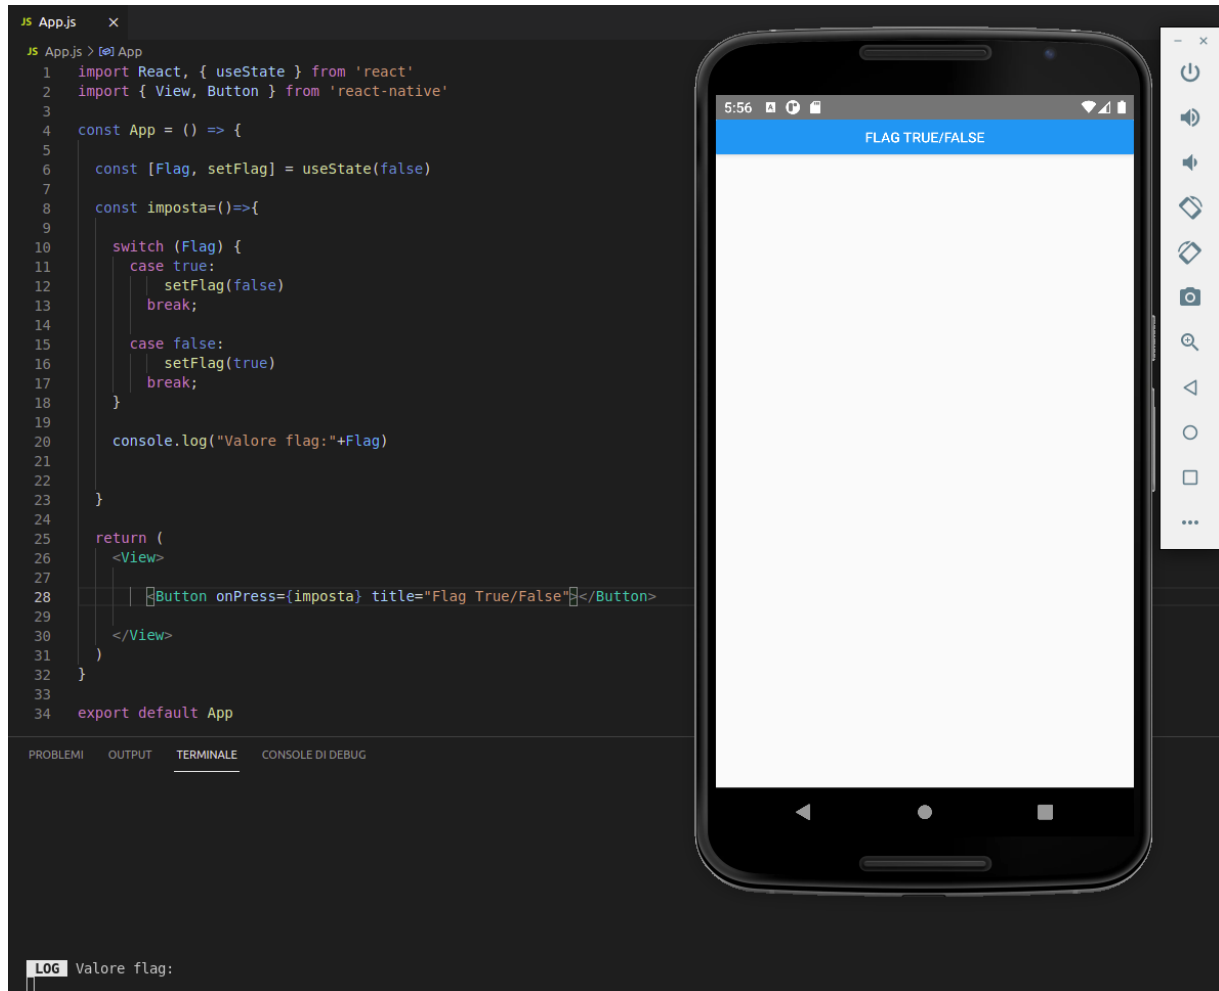 JS App.js ×
JS App.js > App
1 import React, { useState } from 'react'
2 import { View, Button } from 'react-native'
3
4 const App = () => {
5
6 const [Flag, setFlag] = useState(false)
7
8 const imposta=()=>{
9
10 switch (Flag) {
11 case true:
12 setFlag(false)
13 break;
14
15 case false:
16 setFlag(true)
17 break;
18 }
19
20 console.log("Valore flag:"+Flag)
21
22
23 }
24
25 return (
26 <View>
27
28 <Button onPress={imposta} title="Flag True/False"></Button>
29
30 </View>
31 )
32 }
33
34 export default App
PROBLEMI OUTPUT TERMINALE CONSOLE DI DEBUG
LOG Valore flag:
5:56
FLAG TRUE/FALSE